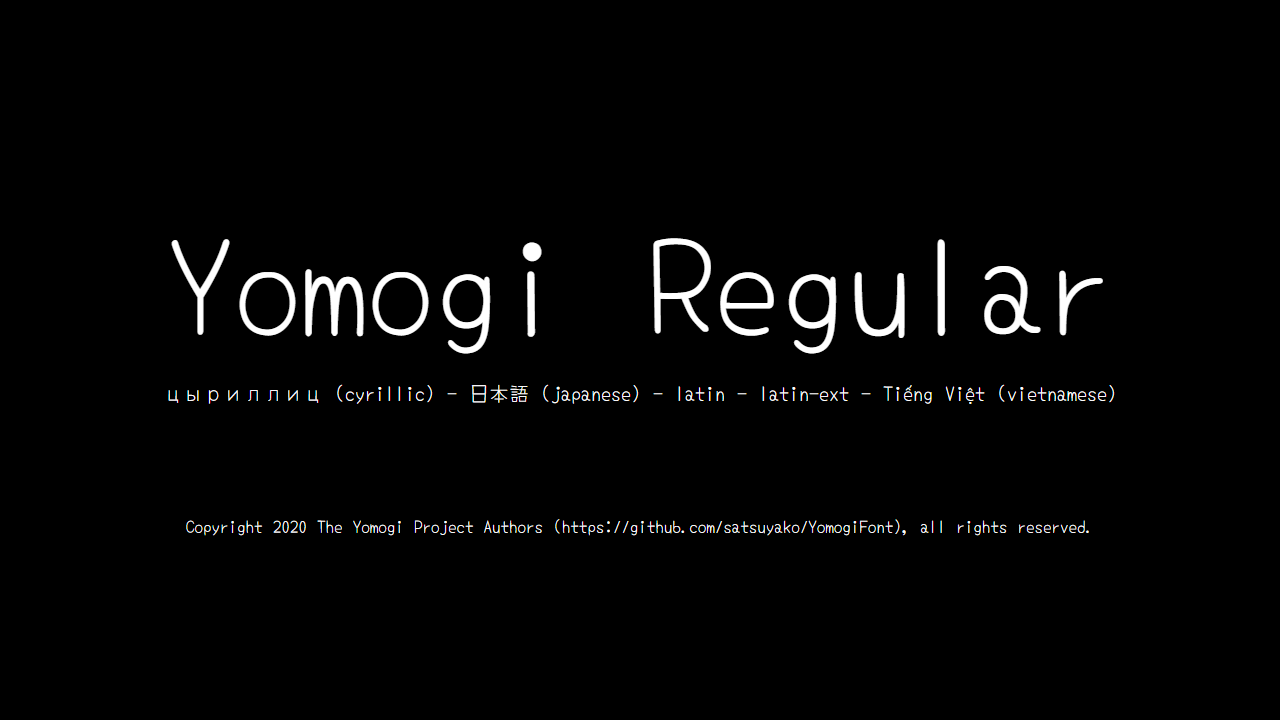 Yomogi Regular
цыриллиц (cyrillic) - 日本語 (japanese) - latin - latin-ext - Tiếng Việt (vietnamese)
Copyright 2020 The Yomogi Project Authors (https://github.com/satsuyako/YomogiFont), all rights reserved.